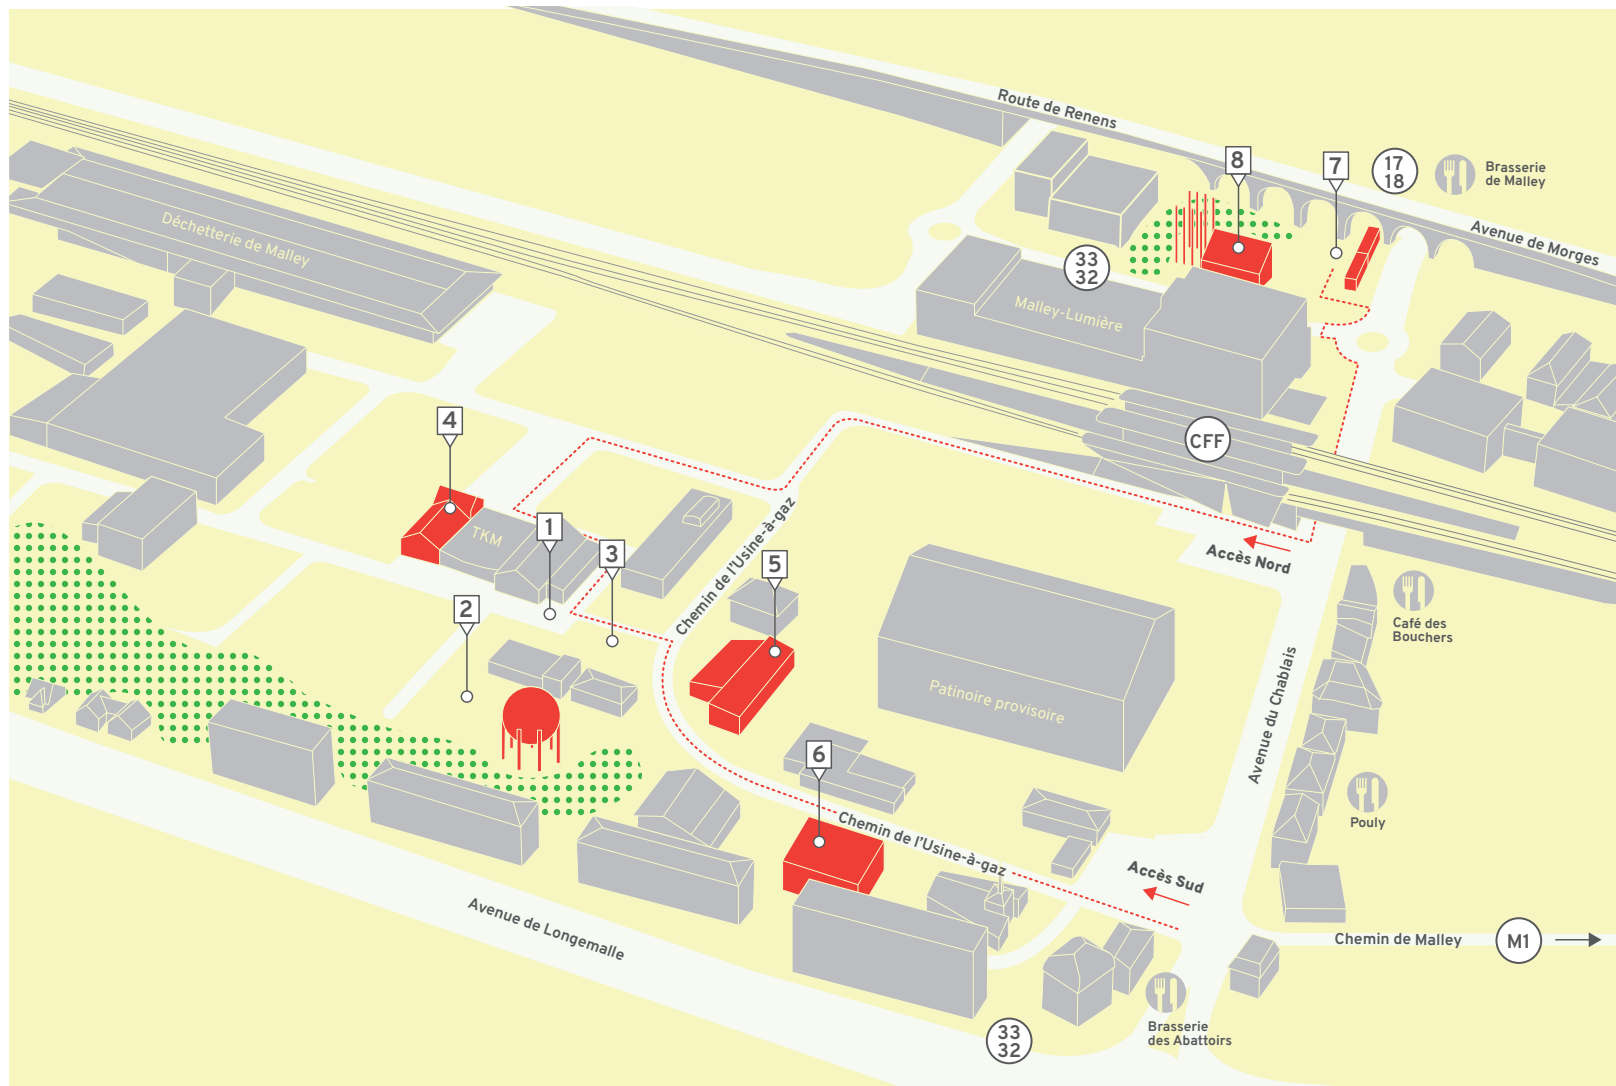 Route de Renens
8
7
17
18
Brasserie
de Malley
Déchetterie de Malley
Avenue de Morges
33
32
Malley-Lumière
4
CFF
TKM
1
3
Chemin de l'Usine-à-gaz
5
Accès Nord
2
Café des
Bouchers
Patinoire provisoire
Avenue du Chablais
6
Pouly
Chemin de l'Usine-à-gaz
Accès Sud
Avenue de Longemalle
Chemin de Malley
M1
33
32
Brasserie
des Abattoirs